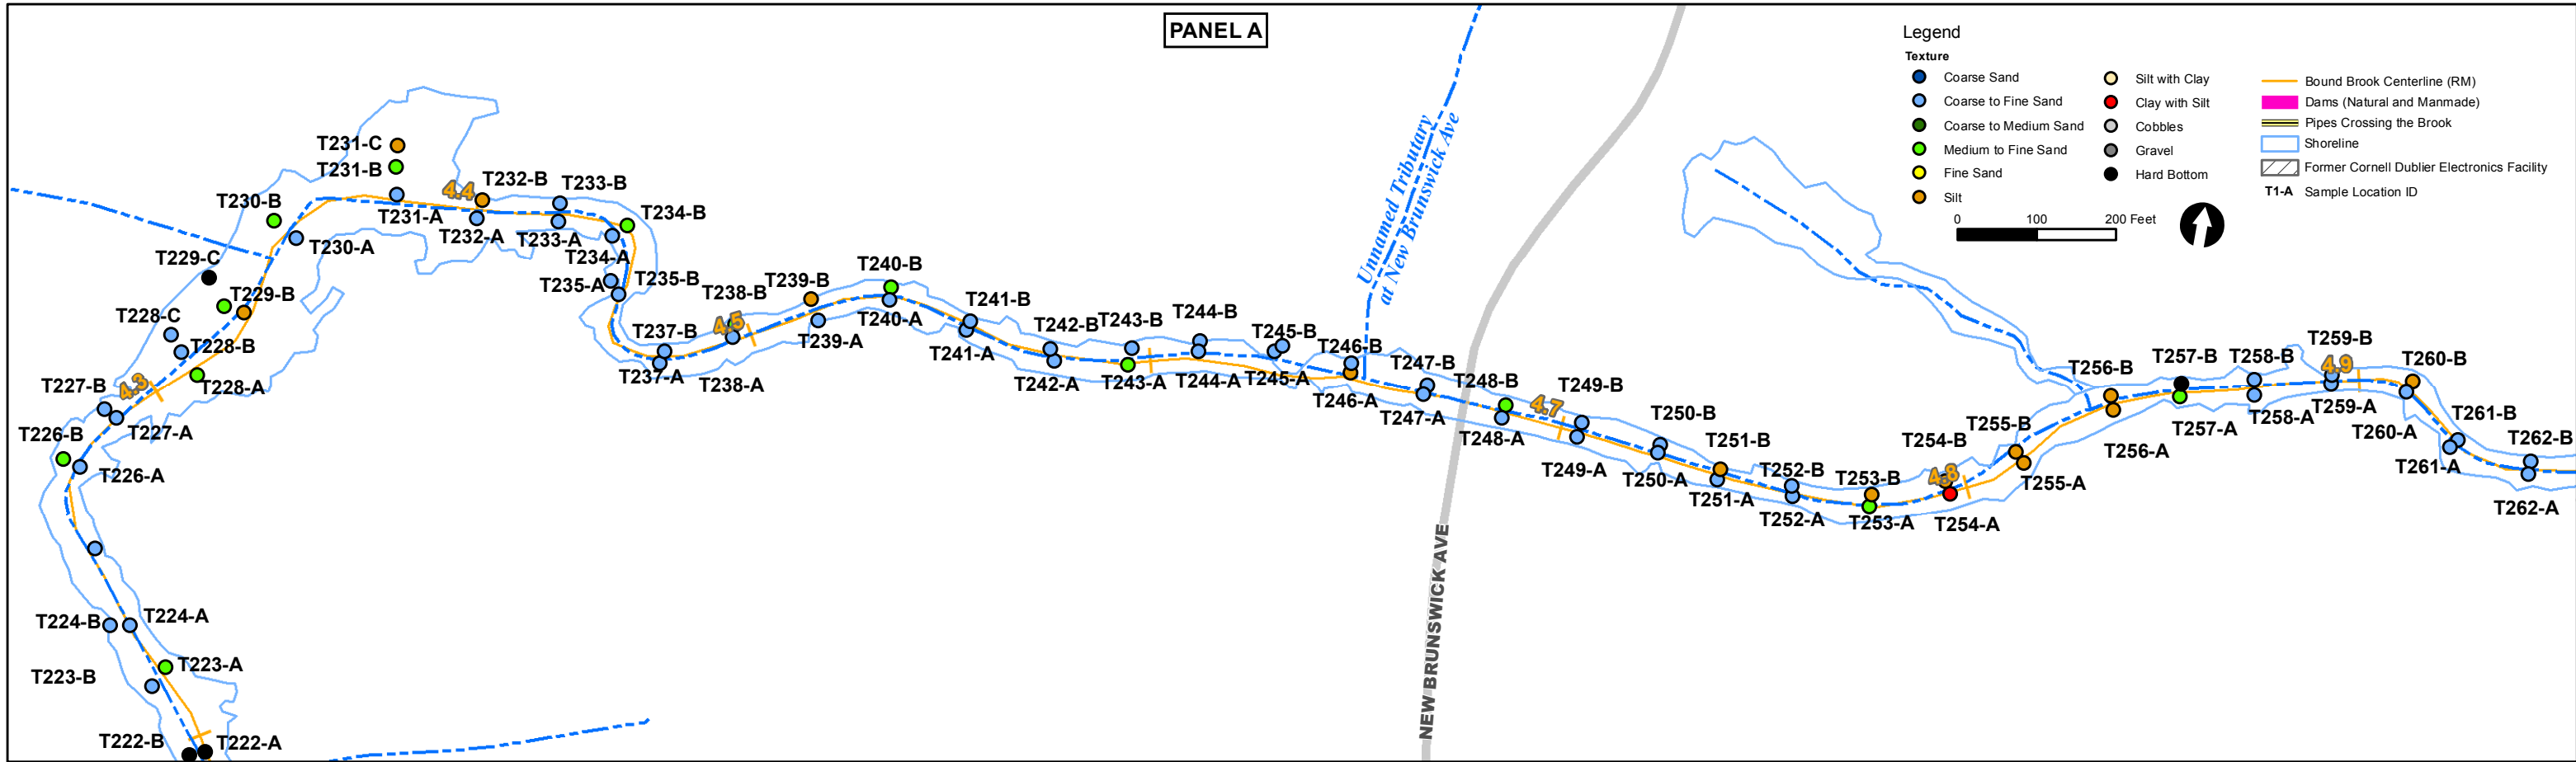 PANEL A
Legend
Texture
Coarse Sand
Coarse to Fine Sand
Coarse to Medium Sand
Medium to Fine Sand
Fine Sand
Silt
Silt with Clay
Clay with Silt
Cobbles
Gravel
Hard Bottom
Bound Brook Centerline (RM)
Dams (Natural and Manmade)
Pipes Crossing the Brook
Shoreline
Former Cornell Dublier Electronics Facility
T1-A Sample Location ID
0 100 200 Feet
Unnamed Tributary
at New Brunswick Ave
NEW BRUNSWICK AVE
T231-C
T231-B
T231-A
T230-B
T230-A
T229-C
T229-B
T228-C
T228-B
T228-A
4.3
T227-B
T227-A
T226-B
T226-A
T224-B
T224-A
T223-A
T223-B
T222-B
T222-A
4.4
T232-B
T232-A
T233-B
T233-A
T234-B
T234-A
T235-A
T235-B
T237-B
T237-A
T238-B
4.5
T238-A
T239-B
T239-A
T240-B
T240-A
T241-B
T241-A
T242-B
T242-A
T243-B
T243-A
T244-B
T244-A
T245-B
T245-A
T246-B
T246-A
T247-B
T247-A
T248-B
T248-A
4.7
T249-B
T249-A
T250-B
T250-A
T251-B
T251-A
T252-B
T252-A
T253-B
T253-A
T254-B
4.8
T254-A
T255-B
T255-A
T256-B
T256-A
T257-B
T257-A
T258-B
T258-A
T259-B
4.9
T259-A
T260-B
T260-A
T261-B
T261-A
T262-B
T262-A